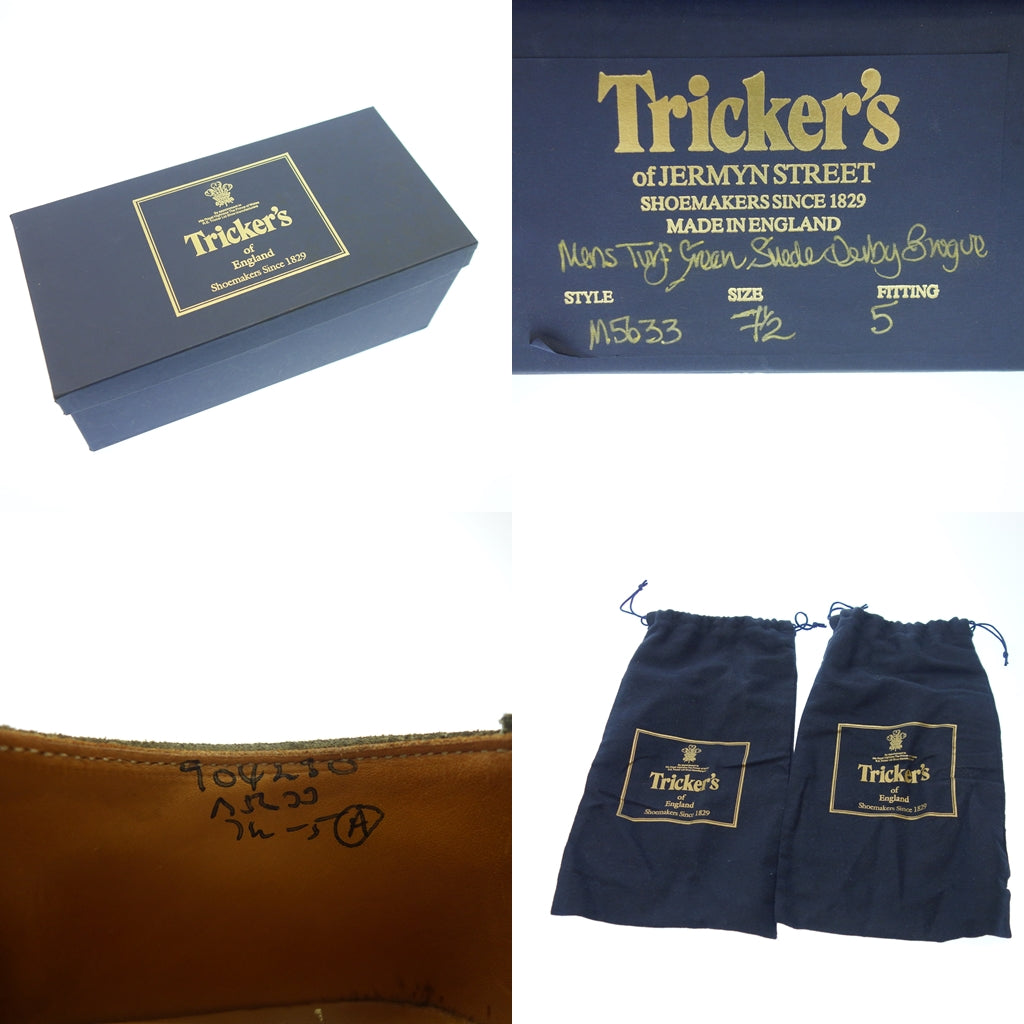 Tricker's
of
England
Shoemakers Since 1829
Tricker's
of JERMYN STREET
SHOEMAKERS SINCE 1829
MADE IN ENGLAND
Mens Turf Green Suede Derby Brogue
STYLE SIZE FITTING
M5633 7½ 5
904230
5633
7½ -5 A
Tricker's
of
England
Shoemakers Since 1829
Tricker's
of
England
Shoemakers Since 1829